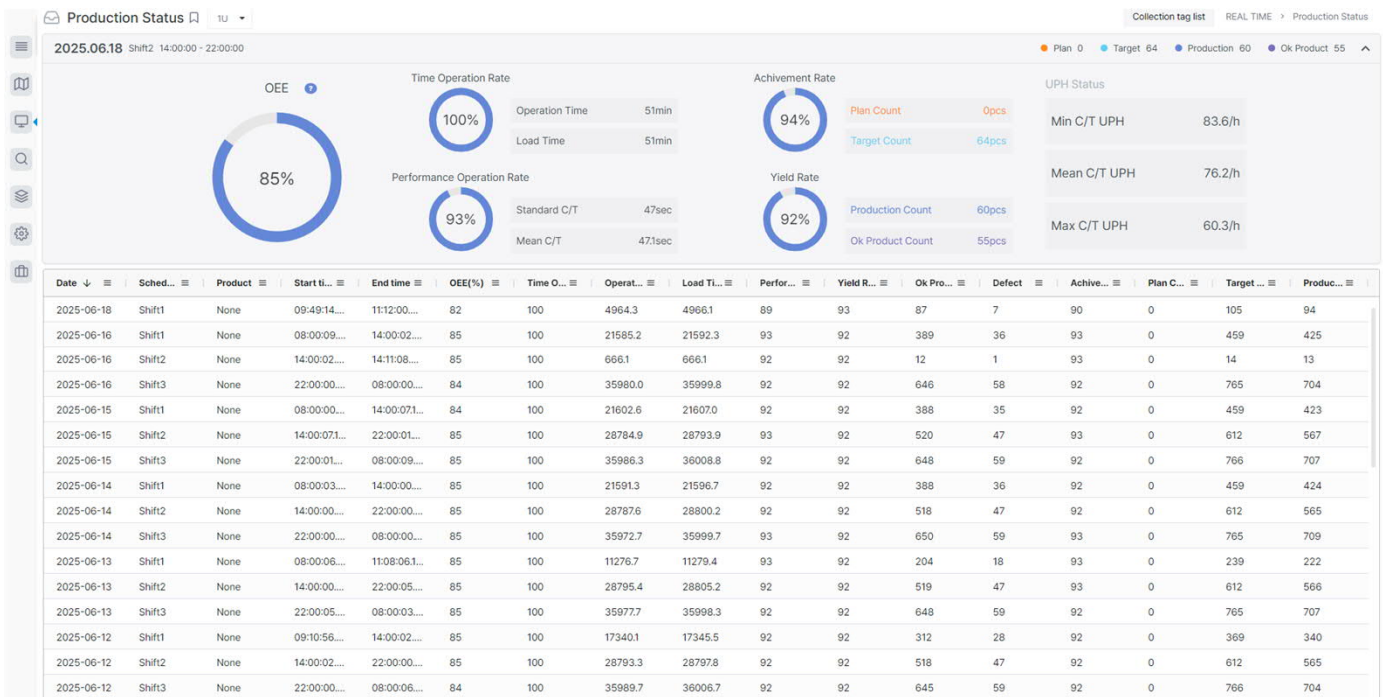 Production Status 1U Collection tag list REAL TIME > Production Status
2025.06.18 Shift2 14:00:00 - 22:00:00 Plan 0 Target 64 Production 60 Ok Product 55
OEE ?
85%
Time Operation Rate
100%
Operation Time 51min
Load Time 51min
Performance Operation Rate
93%
Standard C/T 47sec
Mean C/T 47.1sec
Achivement Rate
94%
Plan Count 0pcs
Target Count 64pcs
Yield Rate
92%
Production Count 60pcs
Ok Product Count 55pcs
UPH Status
Min C/T UPH 83.6/h
Mean C/T UPH 76.2/h
Max C/T UPH 60.3/h
Date Sched... Product Start ti... End time OEE(%) Time O... Operat... Load Ti... Perfor... Yield R... Ok Pro... Defect Achieve... Plan C... Target ... Produc...
2025-06-18 Shift1 None 09:49:14.... 11:12:00.... 82 100 4964.3 4966.1 89 93 87 7 90 0 105 94
2025-06-16 Shift1 None 08:00:09.... 14:00:02.... 85 100 21585.2 21592.3 93 92 389 36 93 0 459 425
2025-06-16 Shift2 None 14:00:02.... 14:11:08.... 85 100 666.1 666.1 92 92 12 1 93 0 14 13
2025-06-16 Shift3 None 22:00:00.... 08:00:00.... 84 100 35980.0 35999.8 92 92 646 58 92 0 765 704
2025-06-15 Shift1 None 08:00:00.... 14:00:07.1... 84 100 21602.6 21607.0 92 92 388 35 92 0 459 423
2025-06-15 Shift2 None 14:00:07.1... 22:00:01.... 85 100 28784.9 28793.9 93 92 520 47 93 0 612 567
2025-06-15 Shift3 None 22:00:01.... 08:00:09.... 85 100 35986.3 36008.8 92 92 648 59 92 0 766 707
2025-06-14 Shift1 None 08:00:03.... 14:00:00.... 85 100 21591.3 21596.7 92 92 388 36 92 0 459 424
2025-06-14 Shift2 None 14:00:00.... 22:00:00.... 85 100 28787.6 28800.2 92 92 518 47 92 0 612 565
2025-06-14 Shift3 None 22:00:00.... 08:00:00.... 85 100 35972.7 35999.7 93 92 650 59 93 0 765 709
2025-06-13 Shift1 None 08:00:06.... 11:08:06.1... 85 100 11276.7 11279.4 93 92 204 18 93 0 239 222
2025-06-13 Shift2 None 14:00:00.... 22:00:05.... 85 100 28795.4 28805.2 92 92 519 47 92 0 612 566
2025-06-13 Shift3 None 22:00:05.... 08:00:03.... 85 100 35977.7 35998.3 92 92 648 59 92 0 765 707
2025-06-12 Shift1 None 09:10:56.... 14:00:02.... 85 100 17340.1 17345.5 92 92 312 28 92 0 369 340
2025-06-12 Shift2 None 14:00:02.... 22:00:00.... 85 100 28793.3 28797.8 92 92 518 47 92 0 612 565
2025-06-12 Shift3 None 22:00:00.... 08:00:06.... 84 100 35989.7 36006.7 92 92 645 59 92 0 766 704